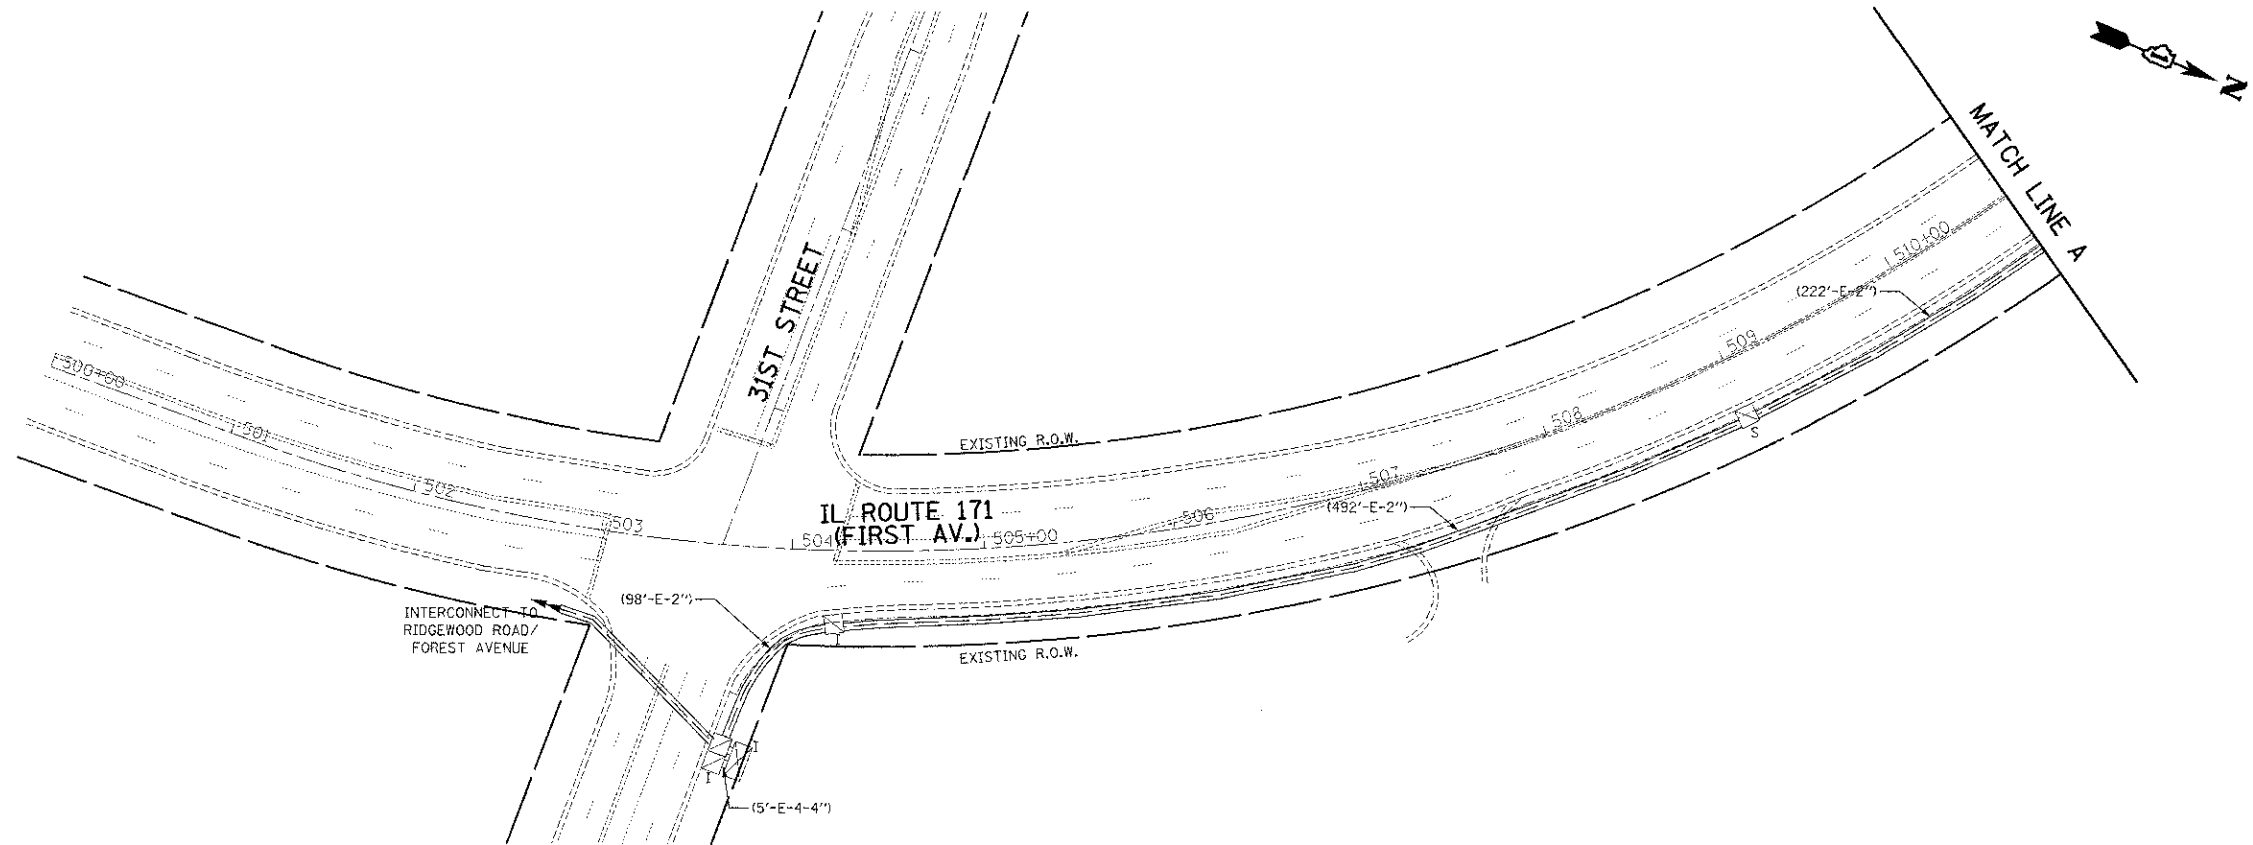 N
MATCH LINE A
31ST STREET
510+00
(222'-E-2")
509
500+00
501
508
EXISTING R.O.W.
S
507
502
IL ROUTE 171
(FIRST AV.)
(492'-E-2")
506
503
504
505+00
(98'-E-2")
INTERCONNECT TO
RIDGEWOOD ROAD/
FOREST AVENUE
I
EXISTING R.O.W.
I
I
(5'-E-4-4")